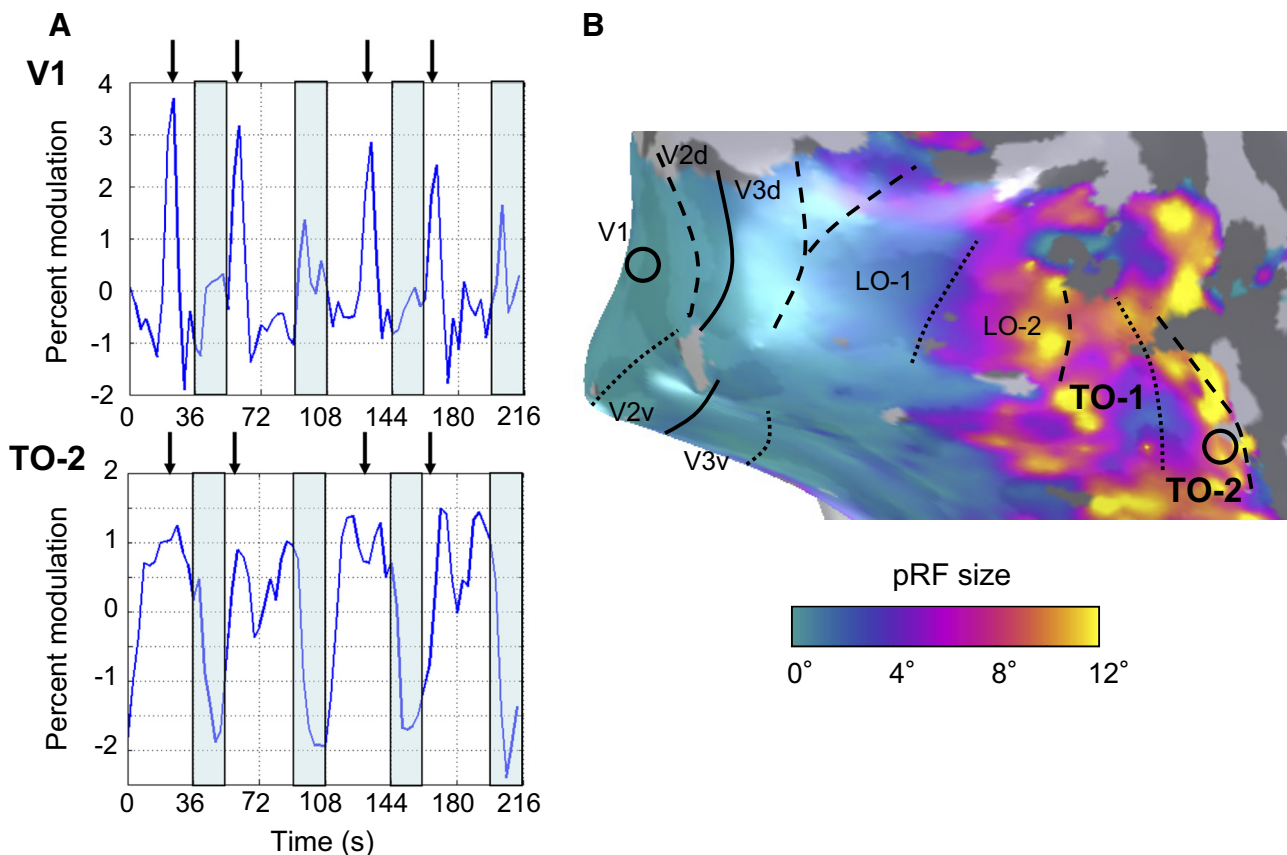 A
V1
Percent modulation
4
3
2
1
0
-1
-2
0 36 72 108 144 180 216
TO-2
Percent modulation
2
1
0
-1
-2
0 36 72 108 144 180 216
Time (s)
B
V2d
V3d
V1
LO-1
LO-2
TO-1
V2v
V3v
TO-2
pRF size
0° 4° 8° 12°